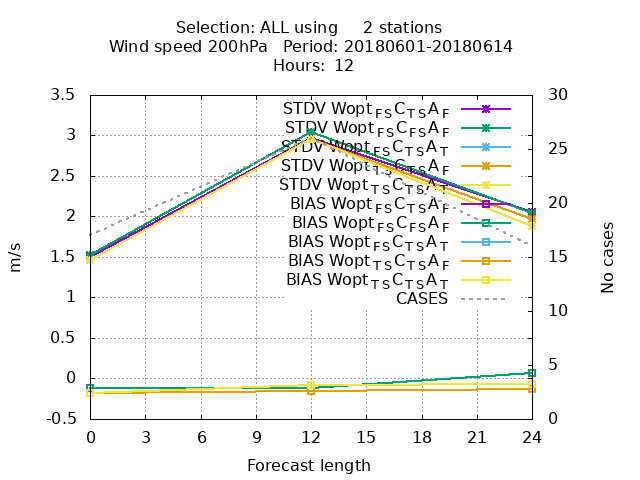 Selection: ALL using 2 stations
Wind speed 200hPa Period: 20180601-20180614
Hours: 12
3.5
3
2.5
2
1.5
1
0.5
0
-0.5
m/s
30
25
20
15
10
5
0
No cases
STDV Wopt_FS C_TS A_F
STDV Wopt_FS C_FS A_F
STDV Wopt_FS C_TS A_T
STDV Wopt_TS C_TS A_F
STDV Wopt_TS C_TS A_T
BIAS Wopt_FS C_TS A_F
BIAS Wopt_FS C_FS A_F
BIAS Wopt_FS C_TS A_T
BIAS Wopt_TS C_TS A_F
BIAS Wopt_TS C_TS A_T
CASES
0 3 6 9 12 15 18 21 24
Forecast length